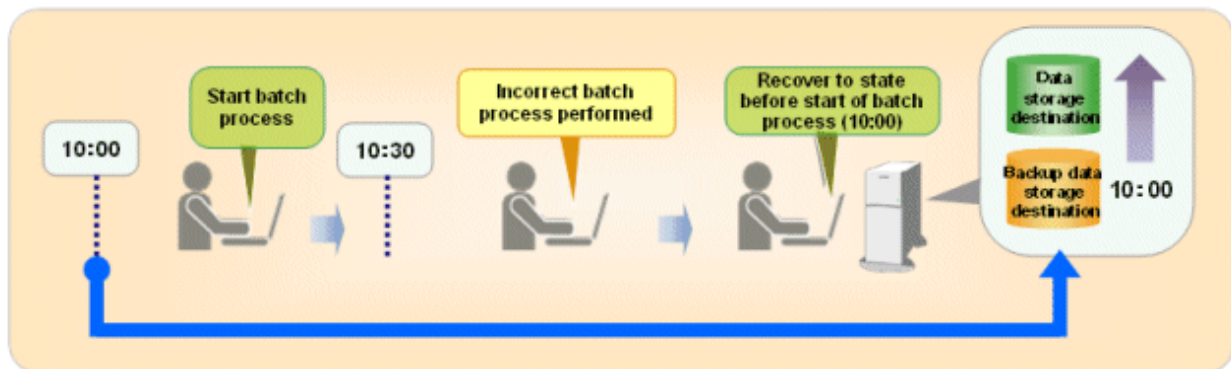 10:00
Start batch
process
10:30
Incorrect batch
process performed
Recover to state
before start of batch
process (10:00)
Data
storage
destination
Backup data
storage
destination
10:00